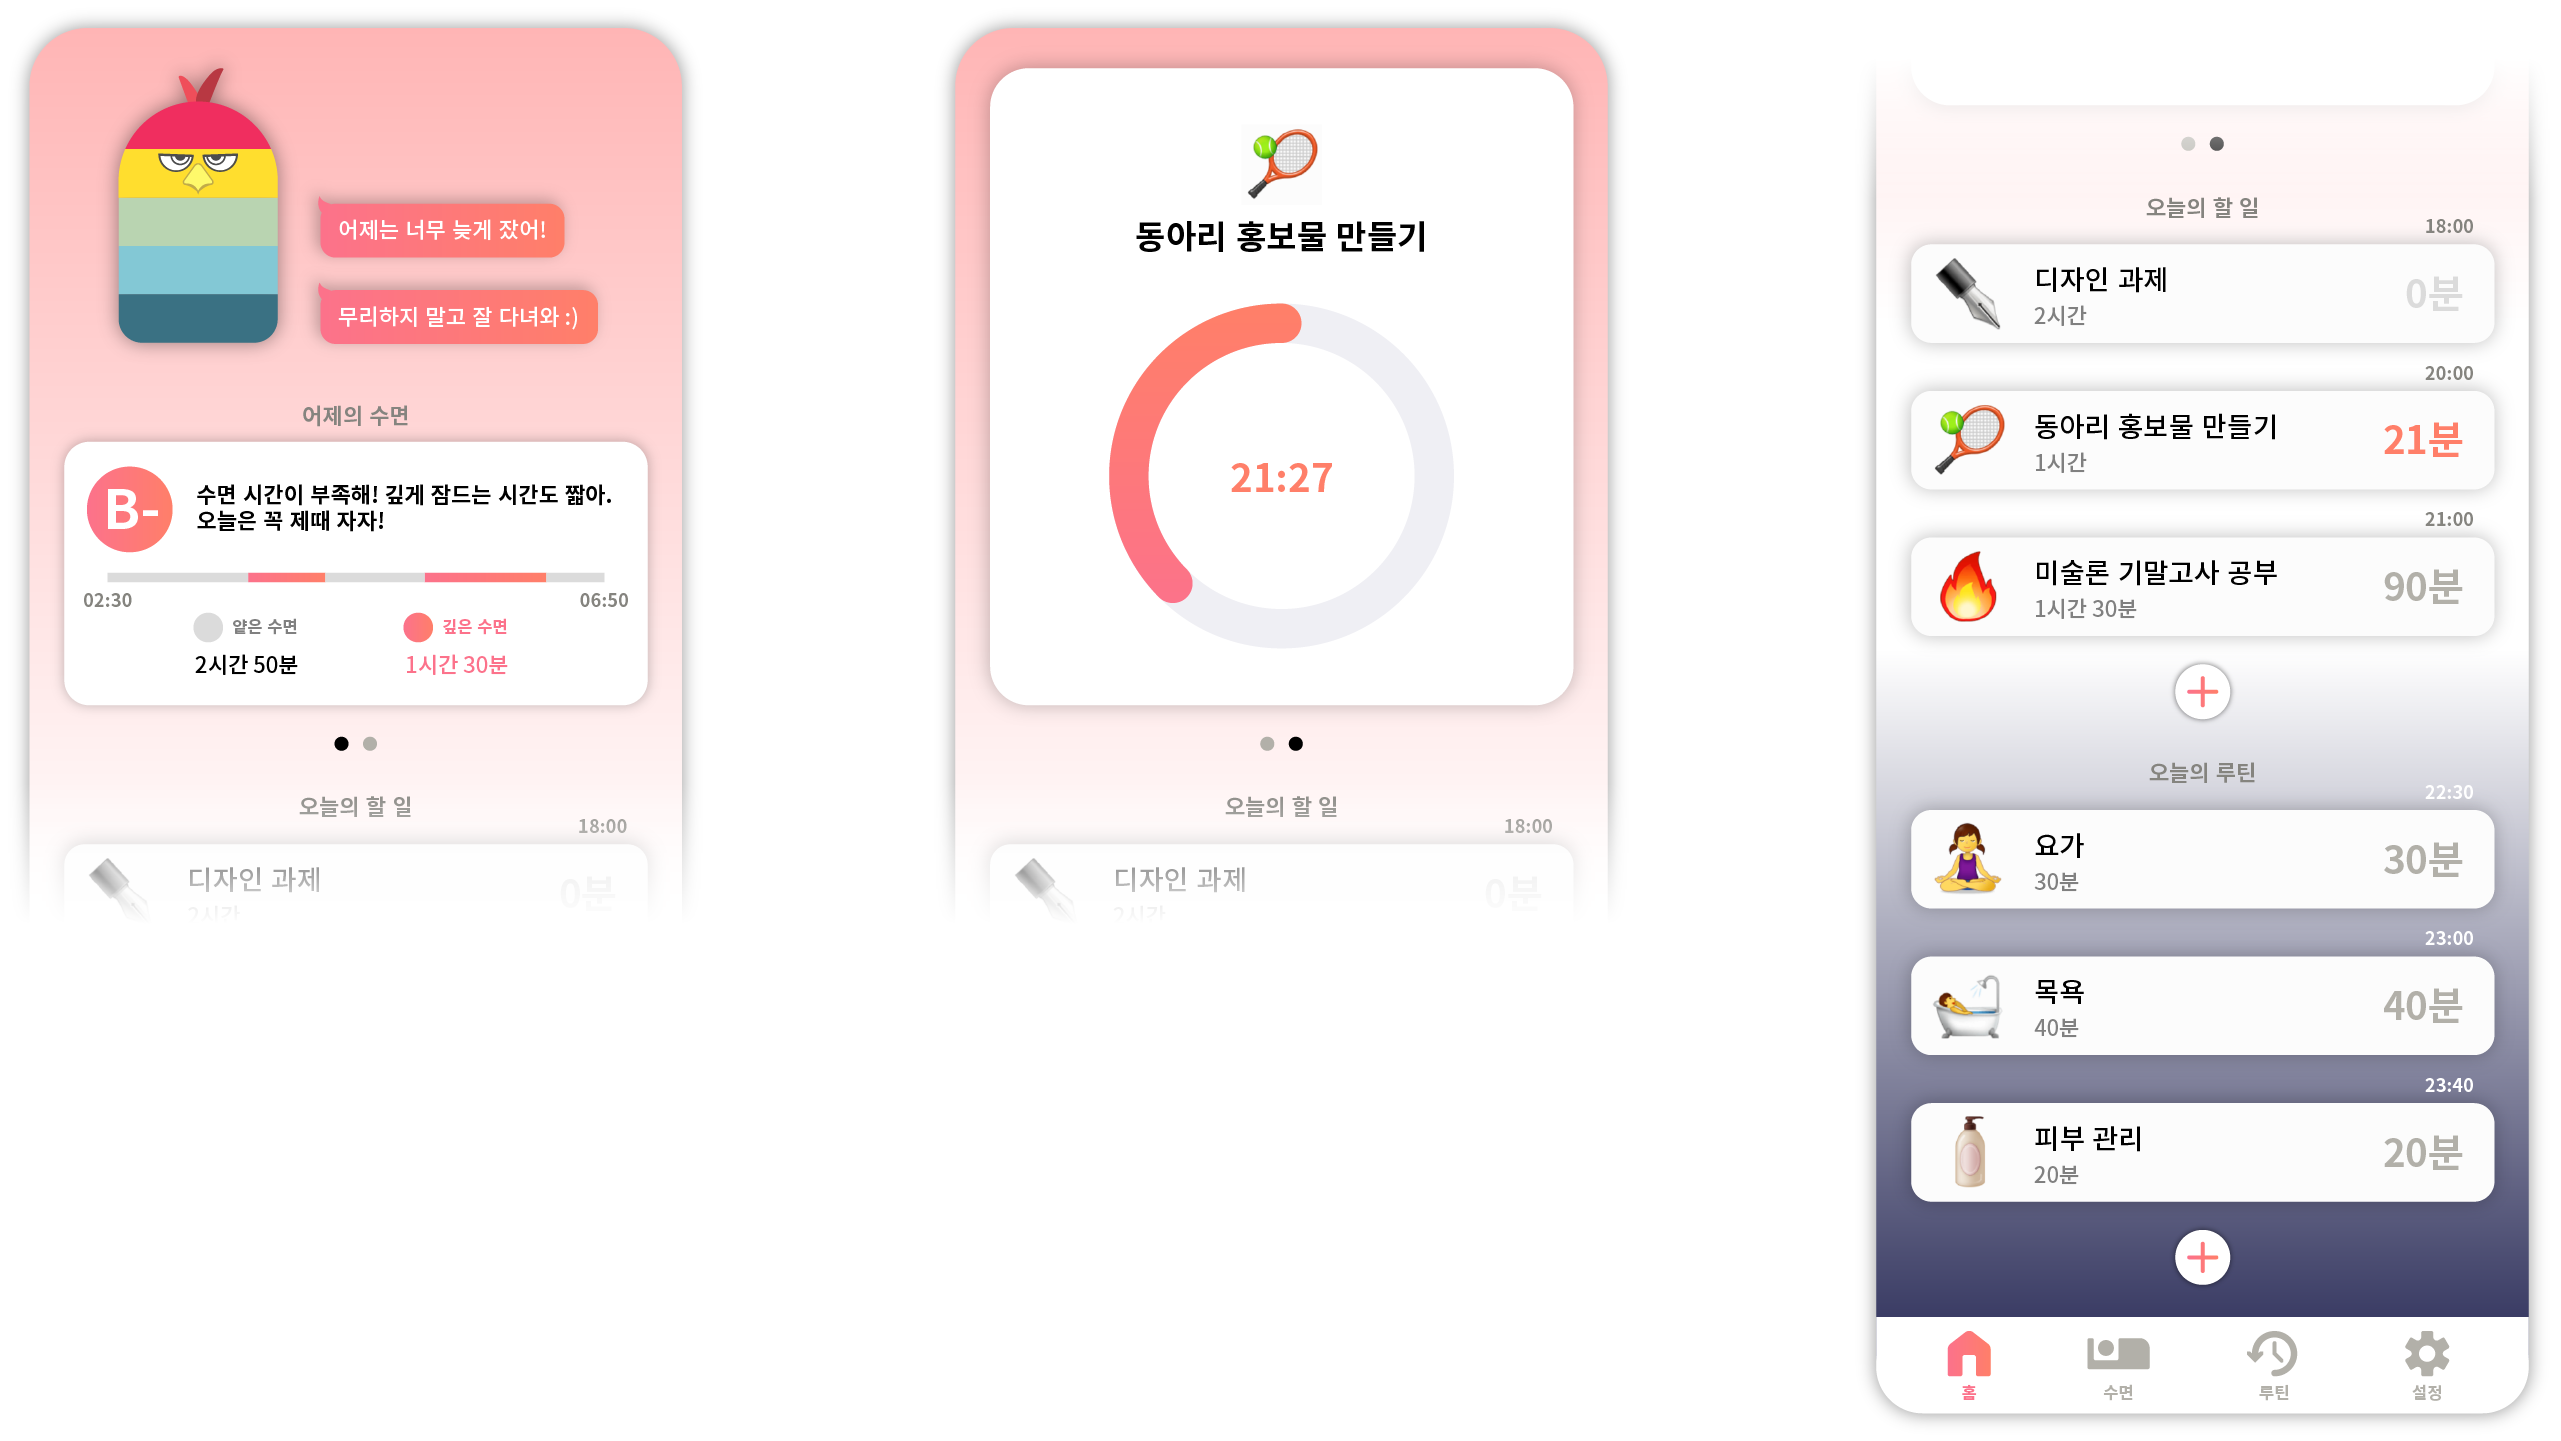 어제는 너무 늦게 잤어!
무리하지 말고 잘 다녀와 :)
어제의 수면
B-
수면 시간이 부족해! 깊게 잠드는 시간도 짧아.
오늘은 꼭 제때 자자!
02:30
06:50
얕은 수면
깊은 수면
2시간 50분
1시간 30분
오늘의 할 일
18:00
디자인 과제
0분
2시간
동아리 홍보물 만들기
21:27
오늘의 할 일
18:00
디자인 과제
0분
2시간
오늘의 할 일
18:00
디자인 과제
2시간
0분
20:00
동아리 홍보물 만들기
1시간
21분
21:00
미술론 기말고사 공부
1시간 30분
90분
오늘의 루틴
22:30
요가
30분
30분
23:00
목욕
40분
40분
23:40
피부 관리
20분
20분
홈
수면
루틴
설정